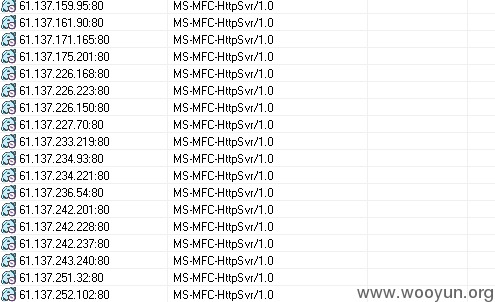 61.137.159.95:80 MS-MFC-HttpSvr/1.0
61.137.161.90:80 MS-MFC-HttpSvr/1.0
61.137.171.165:80 MS-MFC-HttpSvr/1.0
61.137.175.201:80 MS-MFC-HttpSvr/1.0
61.137.226.168:80 MS-MFC-HttpSvr/1.0
61.137.226.223:80 MS-MFC-HttpSvr/1.0
61.137.226.150:80 MS-MFC-HttpSvr/1.0
61.137.227.70:80 MS-MFC-HttpSvr/1.0
61.137.233.219:80 MS-MFC-HttpSvr/1.0
61.137.234.93:80 MS-MFC-HttpSvr/1.0
61.137.234.221:80 MS-MFC-HttpSvr/1.0
61.137.236.54:80 MS-MFC-HttpSvr/1.0
61.137.242.201:80 MS-MFC-HttpSvr/1.0
61.137.242.228:80 MS-MFC-HttpSvr/1.0
61.137.242.237:80 MS-MFC-HttpSvr/1.0
61.137.243.240:80 MS-MFC-HttpSvr/1.0
61.137.251.32:80 MS-MFC-HttpSvr/1.0
61.137.252.102:80 MS-MFC-HttpSvr/1.0
www.wooyun.org